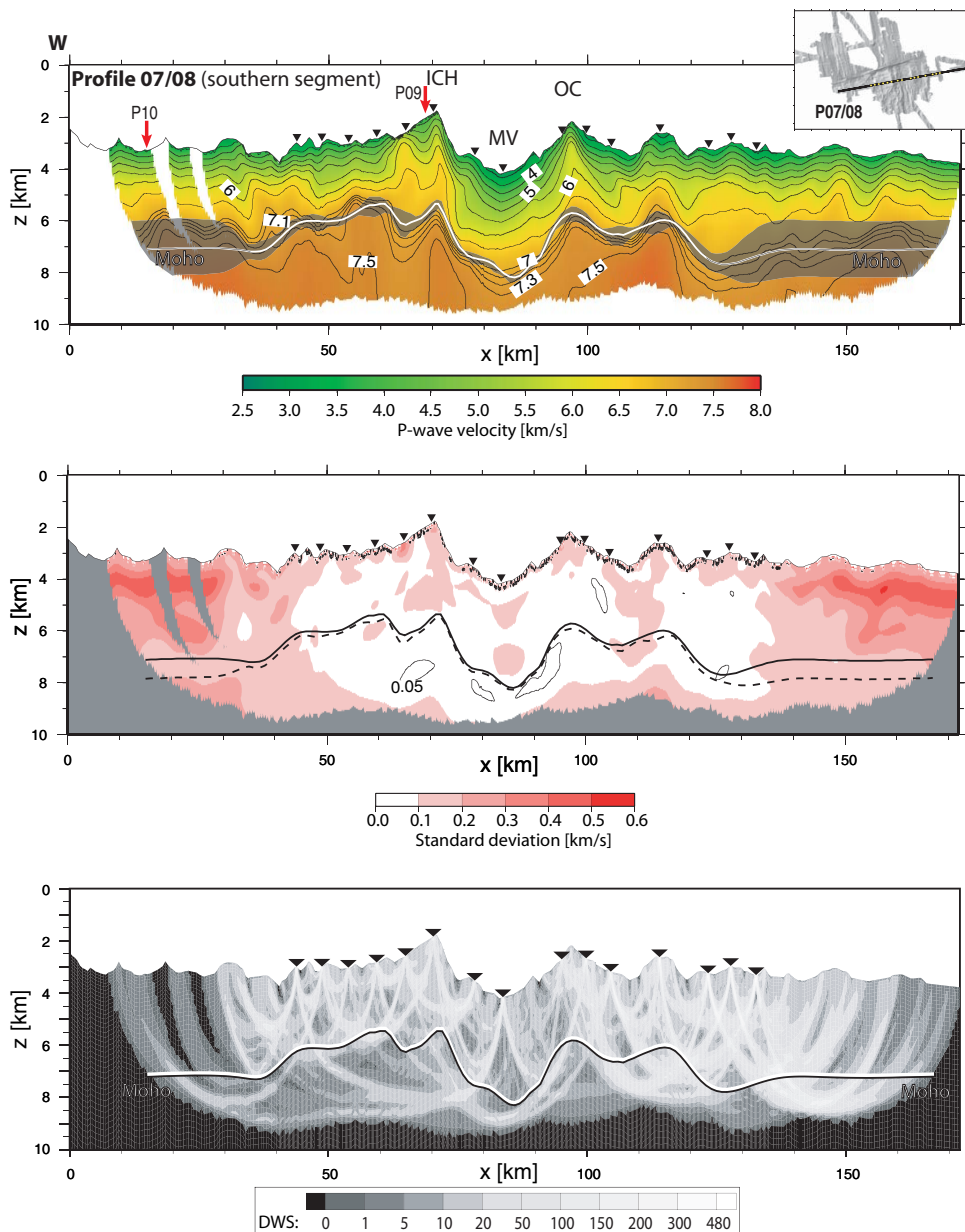 W
Profile 07/08 (southern segment)
ICH
P09
P10
OC
MV
P07/08
0
2
4
6
8
10
z [km]
6
7.1
7.5
4
5
6
7
7.3
7.5
Moho
Moho
0 50 100 150
x [km]
2.5 3.0 3.5 4.0 4.5 5.0 5.5 6.0 6.5 7.0 7.5 8.0
P-wave velocity [km/s]
0
2
4
6
8
10
z [km]
0.05
0 50 100 150
x [km]
0.0 0.1 0.2 0.3 0.4 0.5 0.6
Standard deviation [km/s]
0
2
4
6
8
10
z [km]
Moho
Moho
0 50 100 150
x [km]
DWS: 0 1 5 10 20 50 100 150 200 300 480